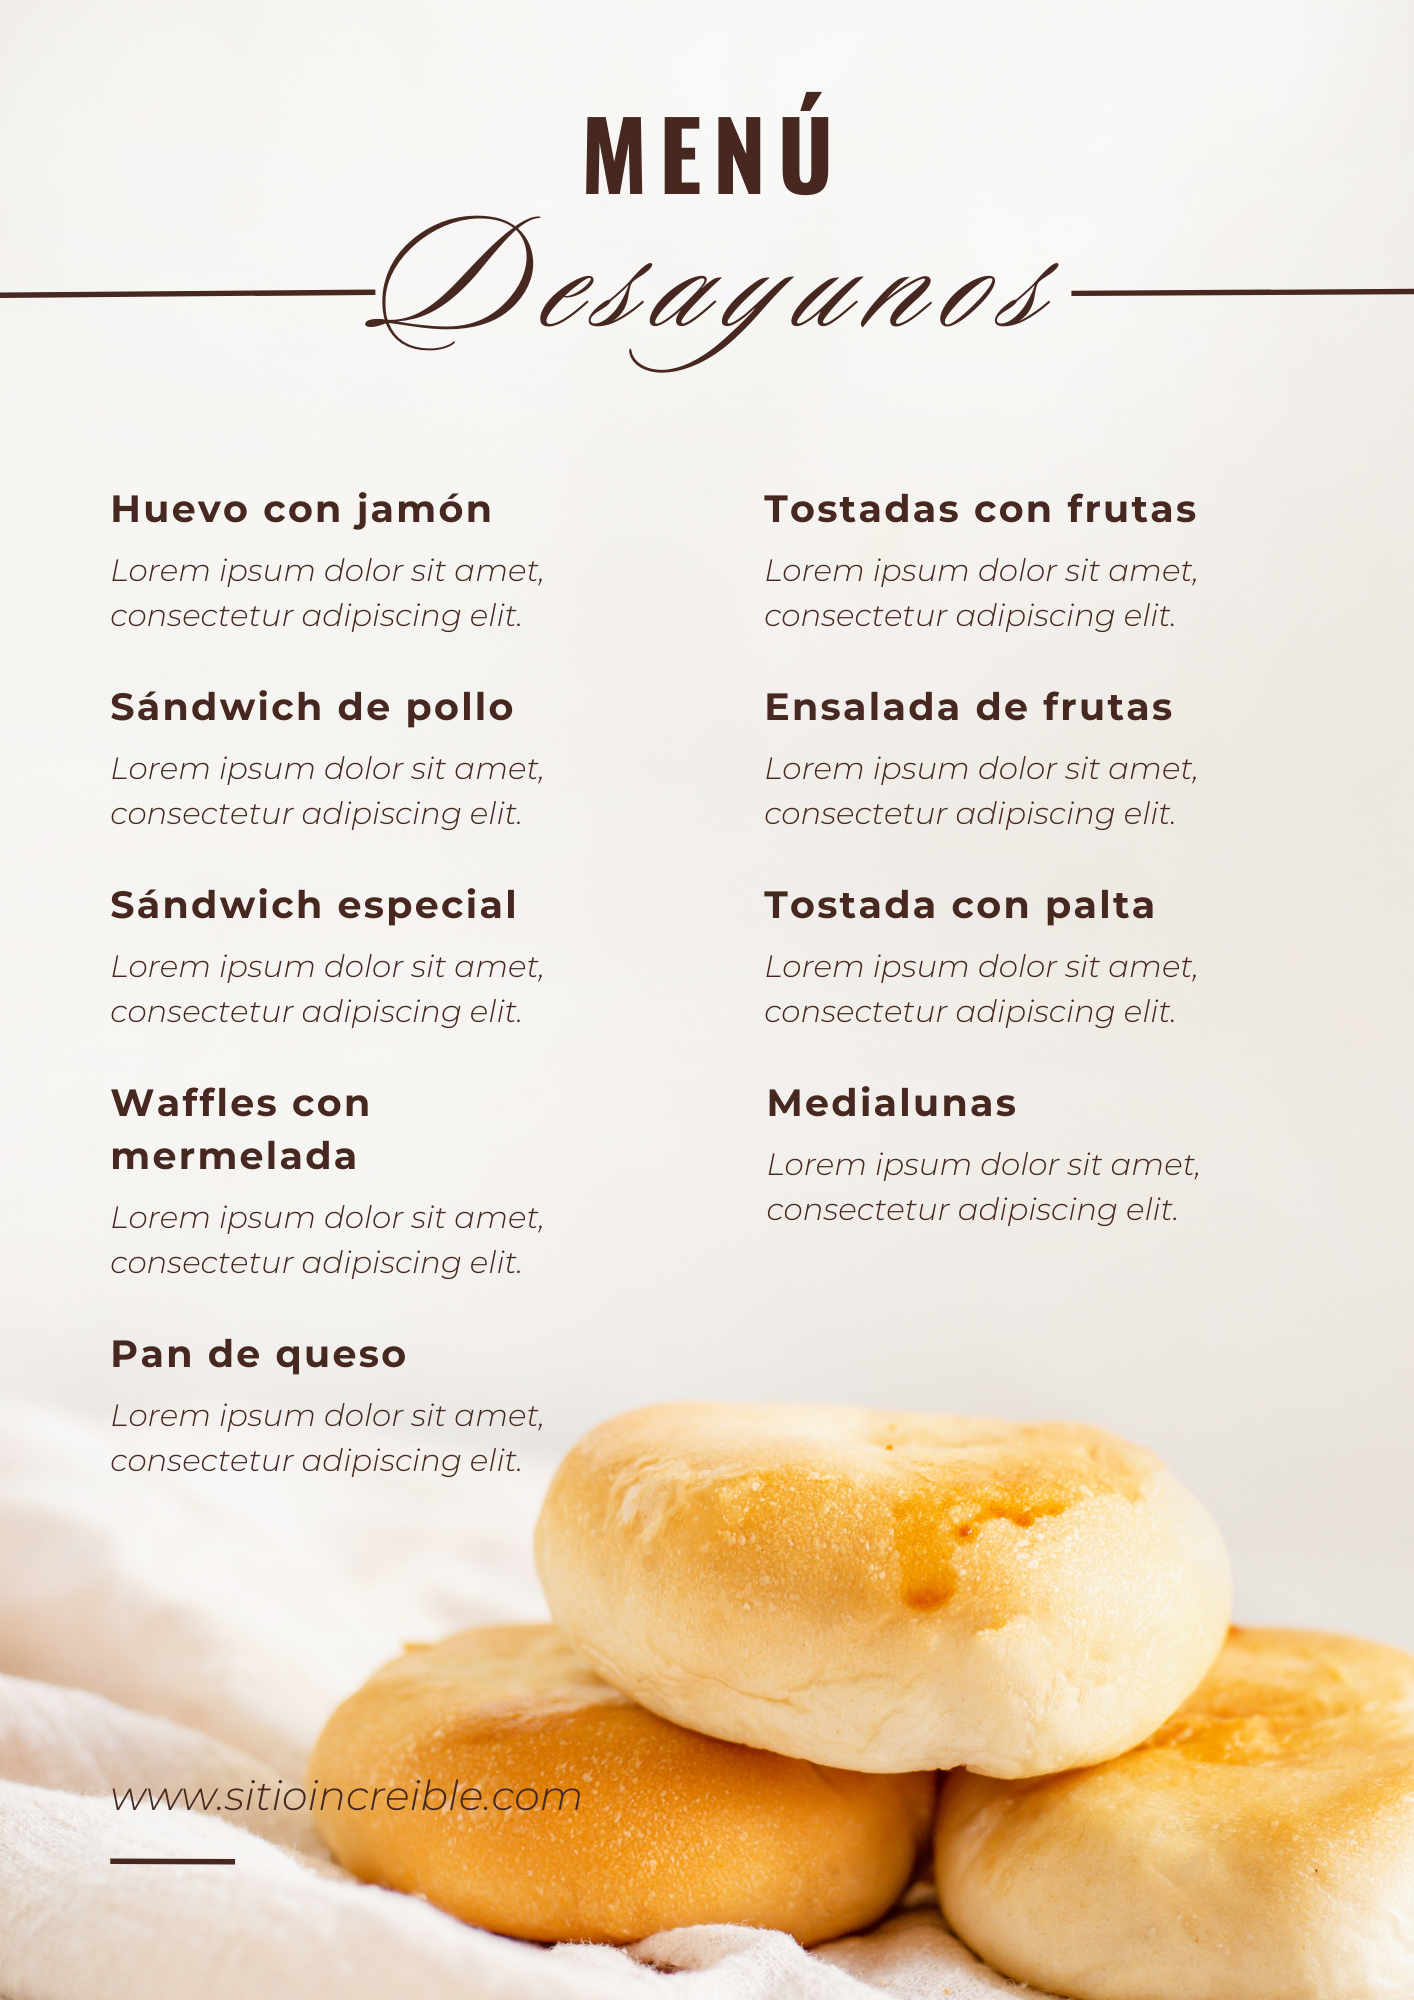 MENÚ
Desayunos
Huevo con jamón
Lorem ipsum dolor sit amet,
consectetur adipiscing elit.
Sándwich de pollo
Lorem ipsum dolor sit amet,
consectetur adipiscing elit.
Sándwich especial
Lorem ipsum dolor sit amet,
consectetur adipiscing elit.
Waffles con
mermelada
Lorem ipsum dolor sit amet,
consectetur adipiscing elit.
Pan de queso
Lorem ipsum dolor sit amet,
consectetur adipiscing elit.
Tostadas con frutas
Lorem ipsum dolor sit amet,
consectetur adipiscing elit.
Ensalada de frutas
Lorem ipsum dolor sit amet,
consectetur adipiscing elit.
Tostada con palta
Lorem ipsum dolor sit amet,
consectetur adipiscing elit.
Medialunas
Lorem ipsum dolor sit amet,
consectetur adipiscing elit.
www.sitioincreible.com